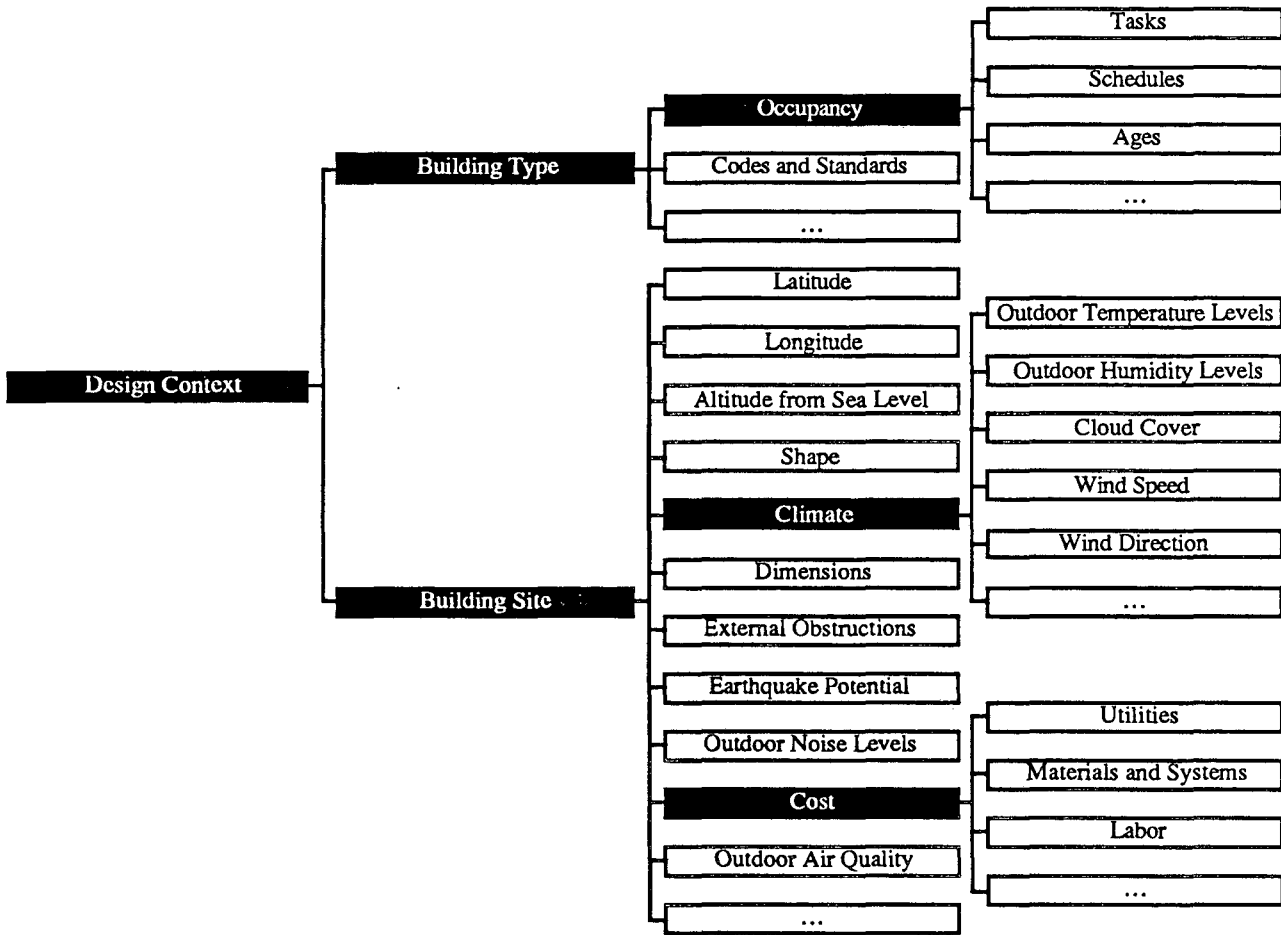 Design Context
Building Type
Occupancy
Tasks
Schedules
Ages
...
Codes and Standards
...
Building Site
Latitude
Longitude
Altitude from Sea Level
Shape
Climate
Outdoor Temperature Levels
Outdoor Humidity Levels
Cloud Cover
Wind Speed
Wind Direction
...
Dimensions
External Obstructions
Earthquake Potential
Outdoor Noise Levels
Cost
Utilities
Materials and Systems
Labor
...
Outdoor Air Quality
...